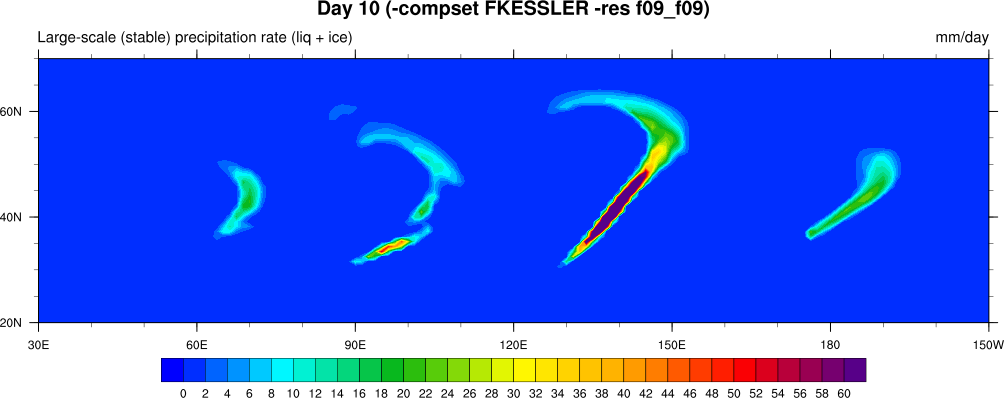 Day 10 (-compset FKESSLER -res f09_f09)
Large-scale (stable) precipitation rate (liq + ice) mm/day
60N
40N
20N
30E 60E 90E 120E 150E 180 150W
0 2 4 6 8 10 12 14 16 18 20 22 24 26 28 30 32 34 36 38 40 42 44 46 48 50 52 54 56 58 60